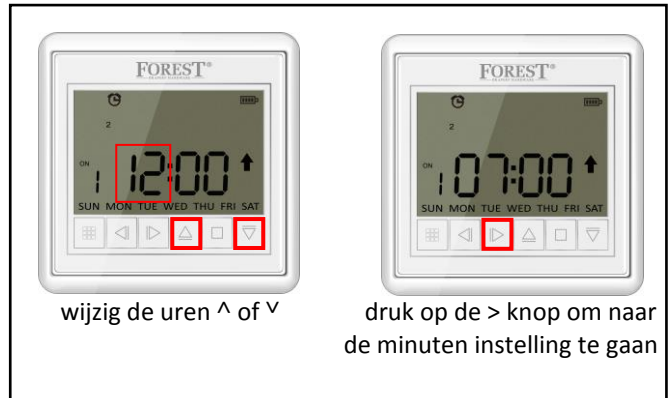 FOREST®
2
ON
1 12:00
SUN MON TUE WED THU FRI SAT
wijzig de uren ^ of ˅
FOREST®
2
ON
1 07:00
SUN MON TUE WED THU FRI SAT
druk op de > knop om naar
de minuten instelling te gaan